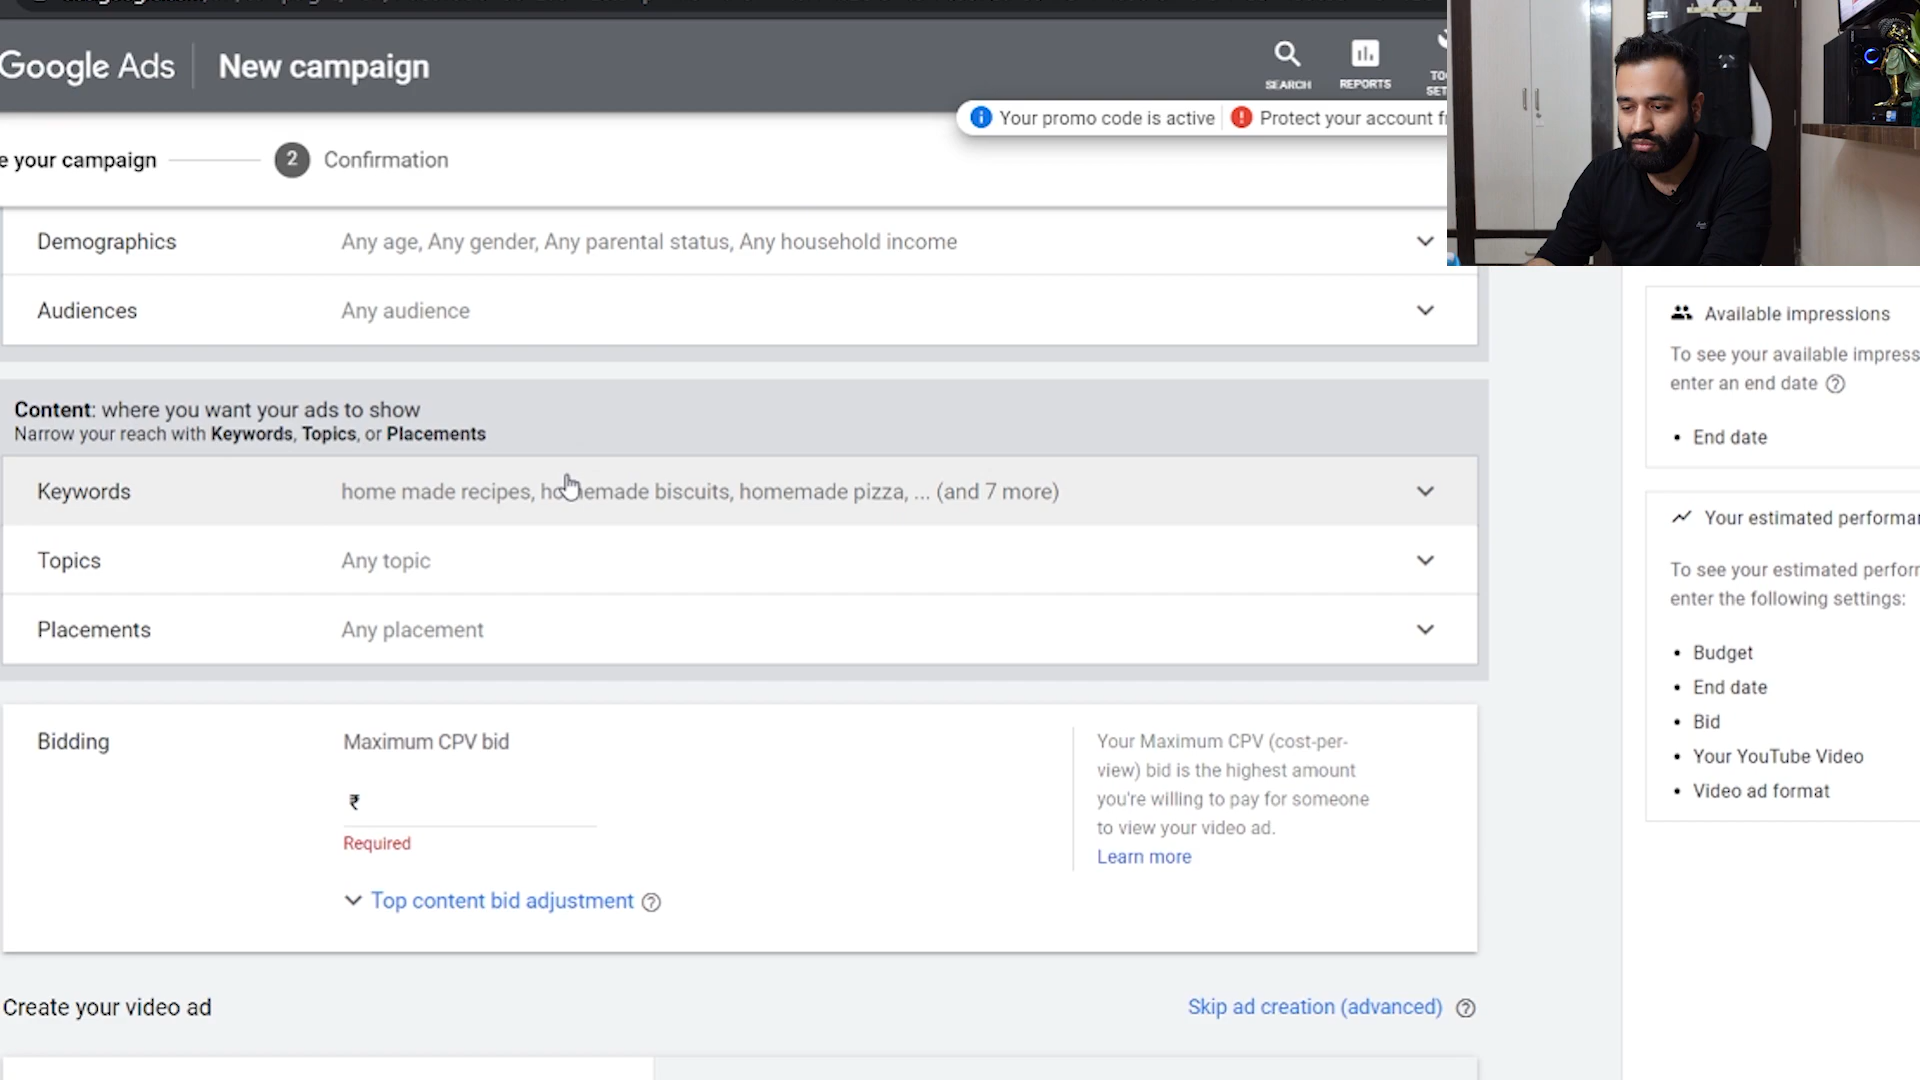 Google Ads New campaign
SEARCH
REPORTS
Your promo code is active
Protect your account
e your campaign
2 Confirmation
Demographics Any age, Any gender, Any parental status, Any household income
Audiences Any audience
Content: where you want your ads to show
Narrow your reach with Keywords, Topics, or Placements
Keywords home made recipes, homemade biscuits, homemade pizza, ... (and 7 more)
Topics Any topic
Placements Any placement
Bidding Maximum CPV bid
₹
Required
Top content bid adjustment
Your Maximum CPV (cost-per-
view) bid is the highest amount
you're willing to pay for someone
to view your video ad.
Learn more
Create your video ad
Skip ad creation (advanced)
Available impressions
To see your available impress
enter an end date
• End date
Your estimated performan
To see your estimated perforr
enter the following settings:
• Budget
• End date
• Bid
• Your YouTube Video
• Video ad format